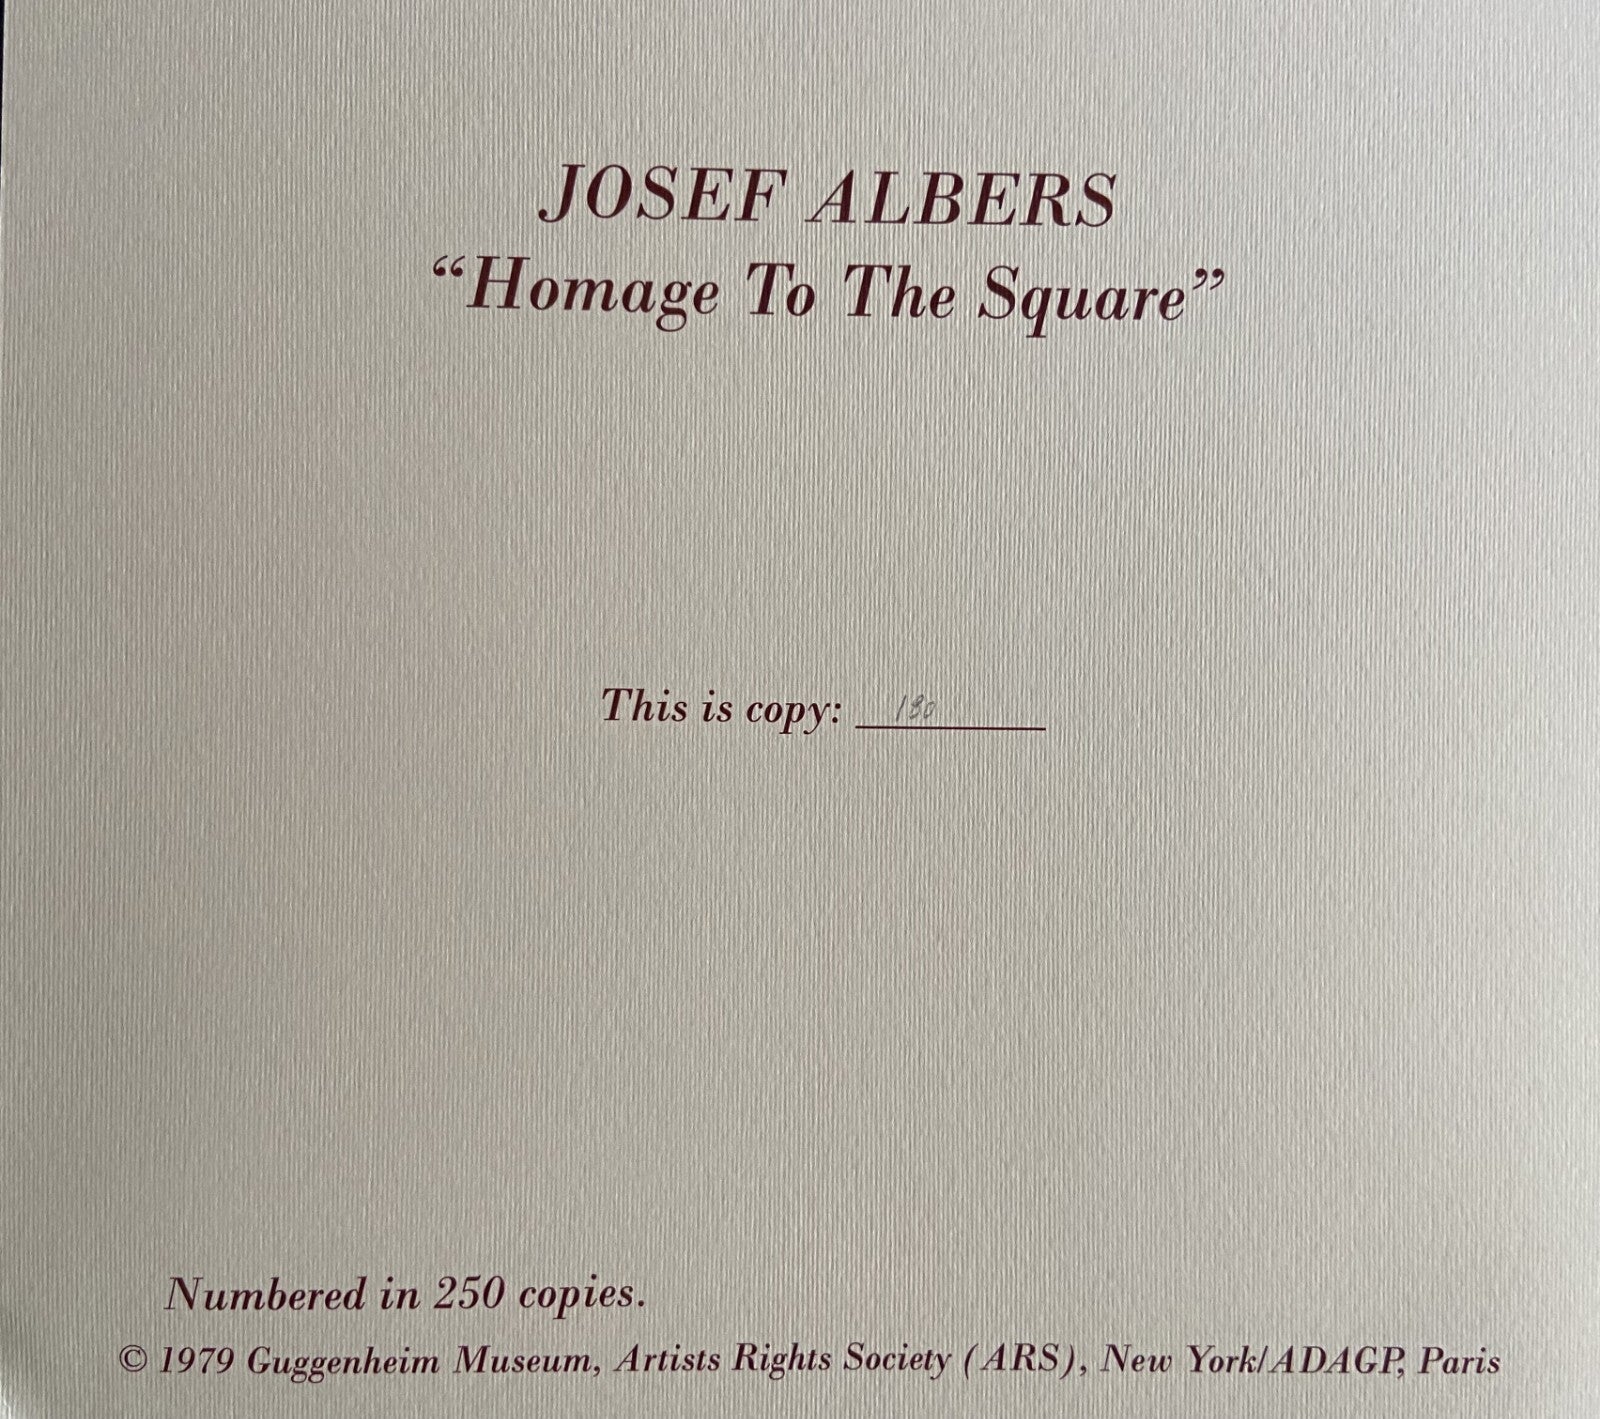 JOSEF ALBERS
“Homage To The Square”
This is copy: 180
Numbered in 250 copies.
© 1979 Guggenheim Museum, Artists Rights Society (ARS), New York/ADAGP, Paris